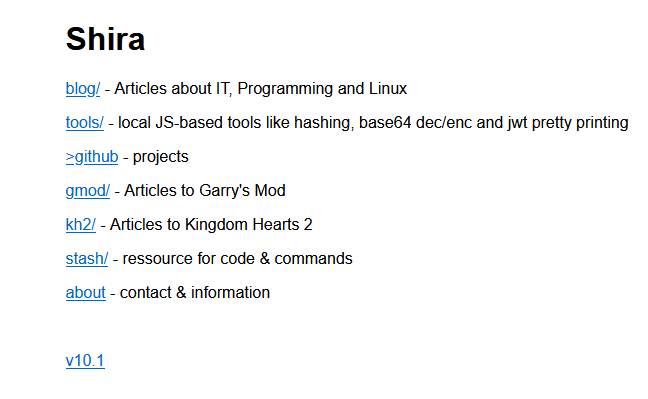 Shira
blog/ - Articles about IT, Programming and Linux
tools/ - local JS-based tools like hashing, base64 dec/enc and jwt pretty printing
>github - projects
gmod/ - Articles to Garry's Mod
kh2/ - Articles to Kingdom Hearts 2
stash/ - ressource for code & commands
about - contact & information
v10.1